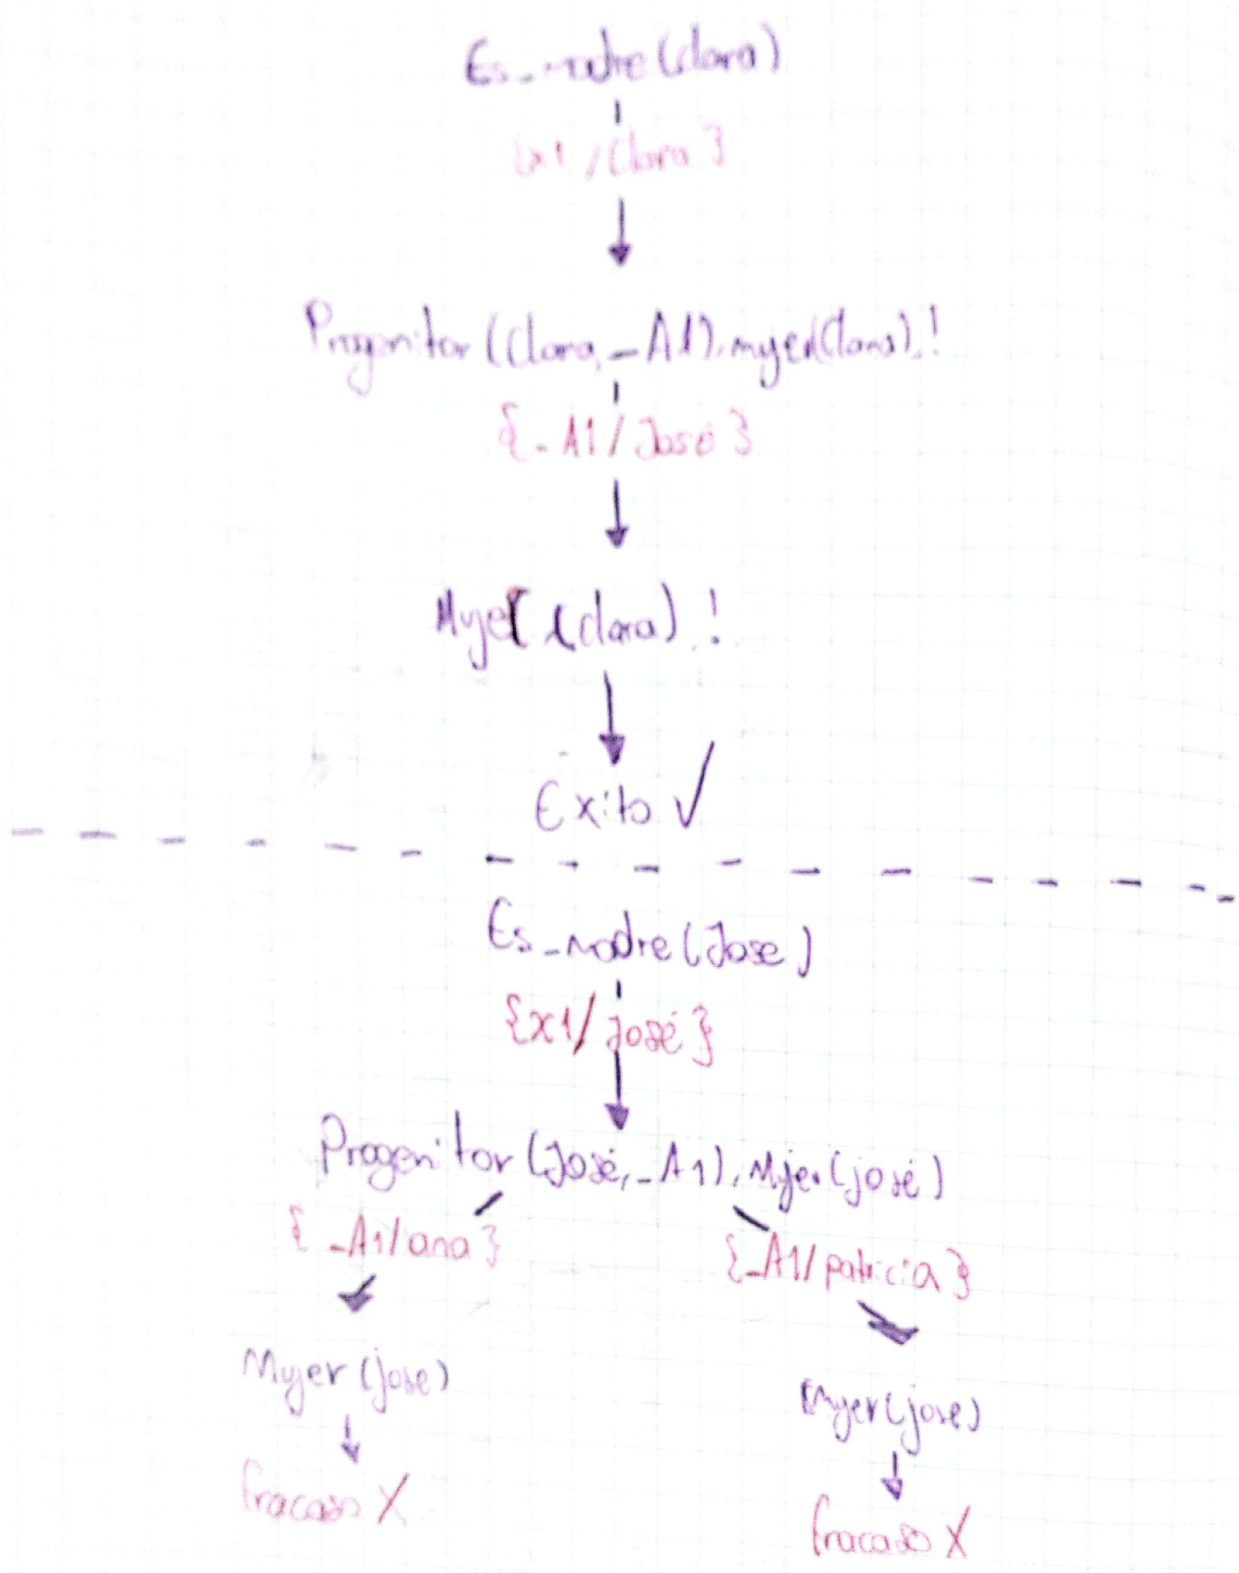 Es_madre (clara)
{x1 / Clara }
Progenitor (Clara, _A1), mujer(Clara), !
{ _A1 / José }
Mujer (clara), !
Exito ✓
Es_madre (Jose)
{x1 / josé }
Progenitor (José, _A1), Mujer (josé)
{ _A1/ ana } {_A1/ patricia }
Mujer (jose) Mujer (jose)
fracaso X fracaso X